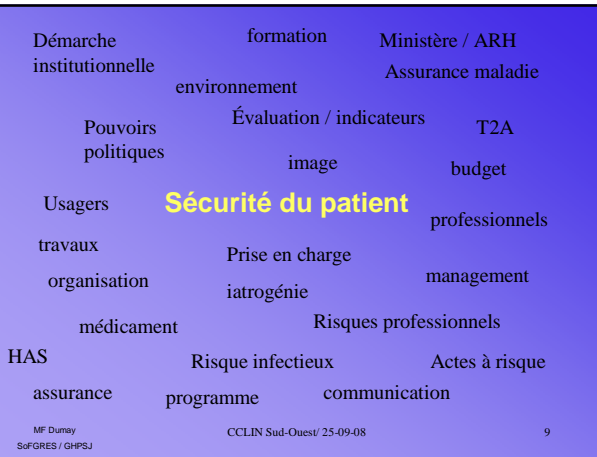 Démarche
institutionnelle
formation
Ministère / ARH
Assurance maladie
environnement
Pouvoirs
politiques
Évaluation / indicateurs
T2A
image
budget
Usagers
Sécurité du patient
professionnels
travaux
Prise en charge
organisation
iatrogénie
management
médicament
Risques professionnels
HAS
Risque infectieux
Actes à risque
assurance
programme
communication
MF Dumay
SoFGRES / GHPSJ
CCLIN Sud-Ouest/ 25-09-08
9